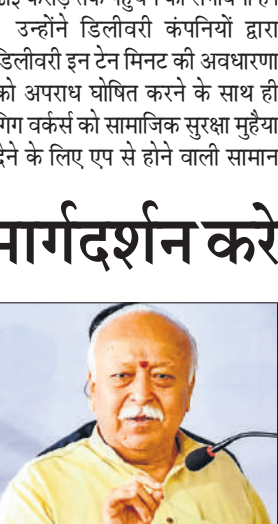 उन्होंने डिलीवरी कंपनियों द्वारा
डिलीवरी इन टेन मिनट की अवधारणा
को अपराध घोषित करने के साथ ही
गिग वर्कर्स को सामाजिक सुरक्षा मुहैया
देने के लिए एप से होने वाली सामान
मार्गदर्शन करे